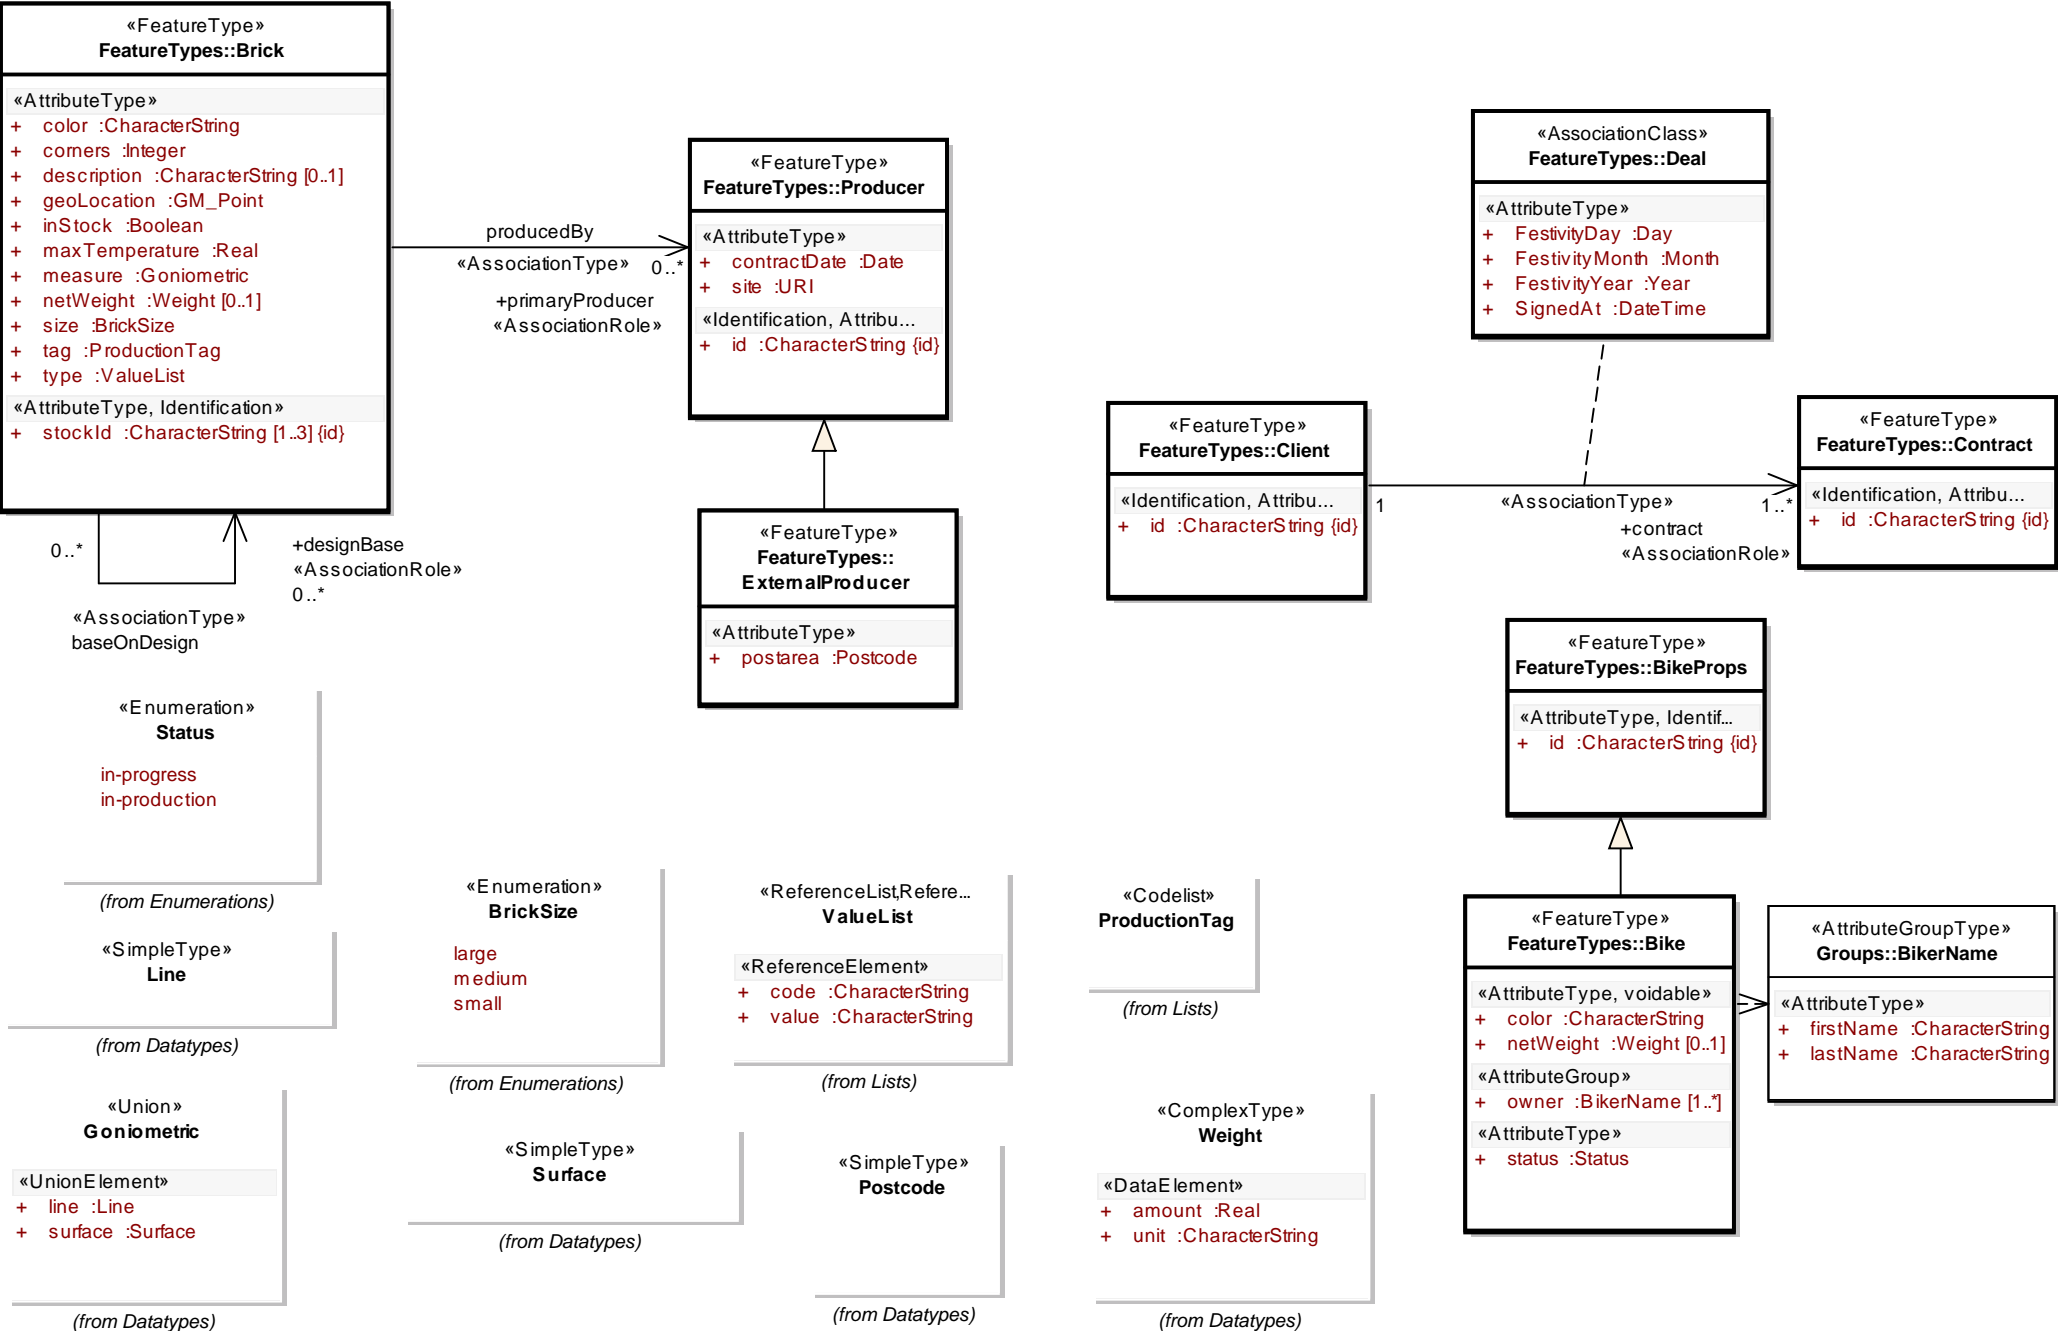 «FeatureType»
FeatureTypes::Brick
«AttributeType»
+ color :CharacterString
+ corners :Integer
+ description :CharacterString [0..1]
+ geoLocation :GM_Point
+ inStock :Boolean
+ maxTemperature :Real
+ measure :Goniometric
+ netWeight :Weight [0..1]
+ size :BrickSize
+ tag :ProductionTag
+ type :ValueList
«AttributeType, Identification»
+ stockId :CharacterString [1..3] {id}
0..*
+designBase
«AssociationRole»
0..*
«AssociationType»
baseOnDesign
producedBy
«AssociationType»
0..*
+primaryProducer
«AssociationRole»
«FeatureType»
FeatureTypes::Producer
«AttributeType»
+ contractDate :Date
+ site :URI
«Identification, Attribu...
+ id :CharacterString {id}
«FeatureType»
FeatureTypes::
ExternalProducer
«AttributeType»
+ postarea :Postcode
«AssociationClass»
FeatureTypes::Deal
«AttributeType»
+ FestivityDay :Day
+ FestivityMonth :Month
+ FestivityYear :Year
+ SignedAt :DateTime
«FeatureType»
FeatureTypes::Client
«Identification, Attribu...
+ id :CharacterString {id}
1
«AssociationType»
1..*
+contract
«AssociationRole»
«FeatureType»
FeatureTypes::Contract
«Identification, Attribu...
+ id :CharacterString {id}
«FeatureType»
FeatureTypes::BikeProps
«AttributeType, Identif...
+ id :CharacterString {id}
«Enumeration»
Status
in-progress
in-production
(from Enumerations)
«SimpleType»
Line
(from Datatypes)
«Union»
Goniometric
«UnionElement»
+ line :Line
+ surface :Surface
(from Datatypes)
«Enumeration»
BrickSize
large
medium
small
(from Enumerations)
«SimpleType»
Surface
(from Datatypes)
«ReferenceList,Refere...
ValueList
«ReferenceElement»
+ code :CharacterString
+ value :CharacterString
(from Lists)
«SimpleType»
Postcode
(from Datatypes)
«Codelist»
ProductionTag
(from Lists)
«ComplexType»
Weight
«DataElement»
+ amount :Real
+ unit :CharacterString
(from Datatypes)
«FeatureType»
FeatureTypes::Bike
«AttributeType, voidable»
+ color :CharacterString
+ netWeight :Weight [0..1]
«AttributeGroup»
+ owner :BikerName [1..*]
«AttributeType»
+ status :Status
«AttributeGroupType»
Groups::BikerName
«AttributeType»
+ firstName :CharacterString
+ lastName :CharacterString